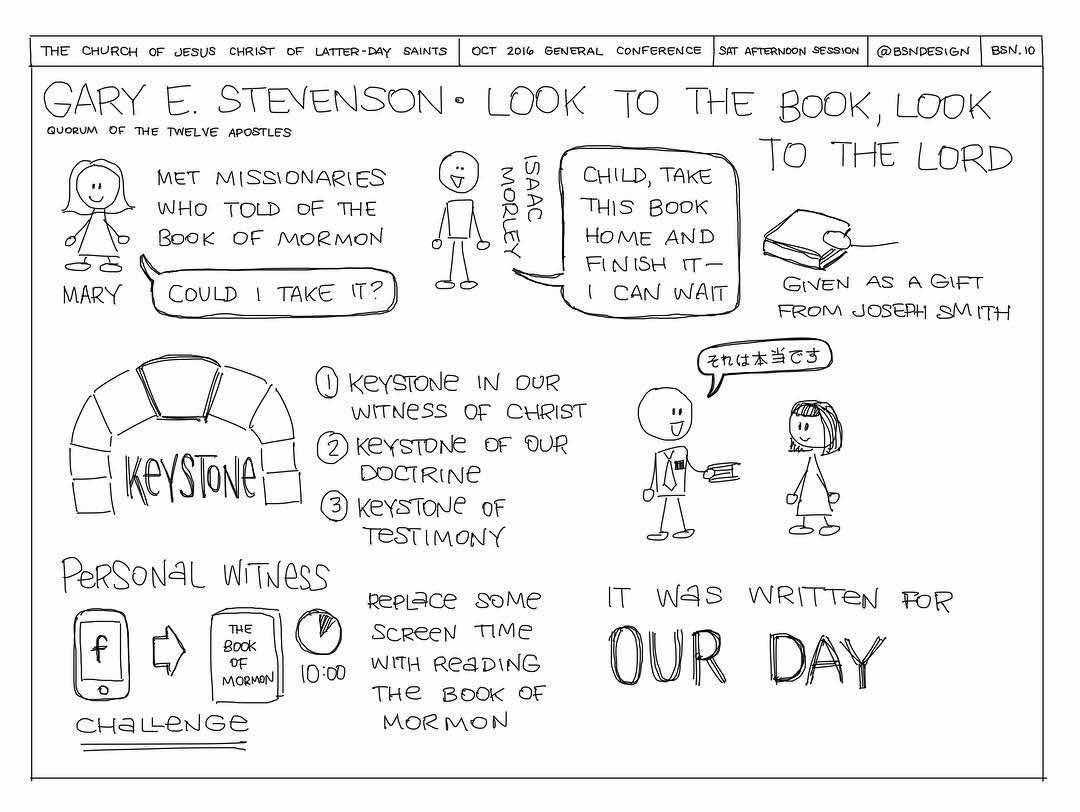 THE CHURCH OF JESUS CHRIST OF LATTER-DAY SAINTS
OCT 2016 GENERAL CONFERENCE
SAT AFTERNOON SESSION
@BSNDESIGN
BSN.10
GARY E. STEVENSON • LOOK TO THE BOOK, LOOK
TO THE LORD
QUORUM OF THE TWELVE APOSTLES
MET MISSIONARIES
WHO TOLD OF THE
BOOK OF MORMON
MARY
COULD I TAKE IT?
ISAAC
MORLEY
CHILD, TAKE
THIS BOOK
HOME AND
FINISH IT—
I CAN WAIT
GIVEN AS A GIFT
FROM JOSEPH SMITH
KEYSTONE
① KEYSTONE IN OUR
WITNESS OF CHRIST
② KEYSTONE OF OUR
DOCTRINE
③ KEYSTONE OF
TESTIMONY
それは本当です
PERSONAL WITNESS
f
THE
BOOK
OF
MORMON
10:00
CHALLENGE
REPLACE SOME
SCREEN TIME
WITH READING
THE BOOK OF
MORMON
IT WAS WRITTEN FOR
OUR DAY